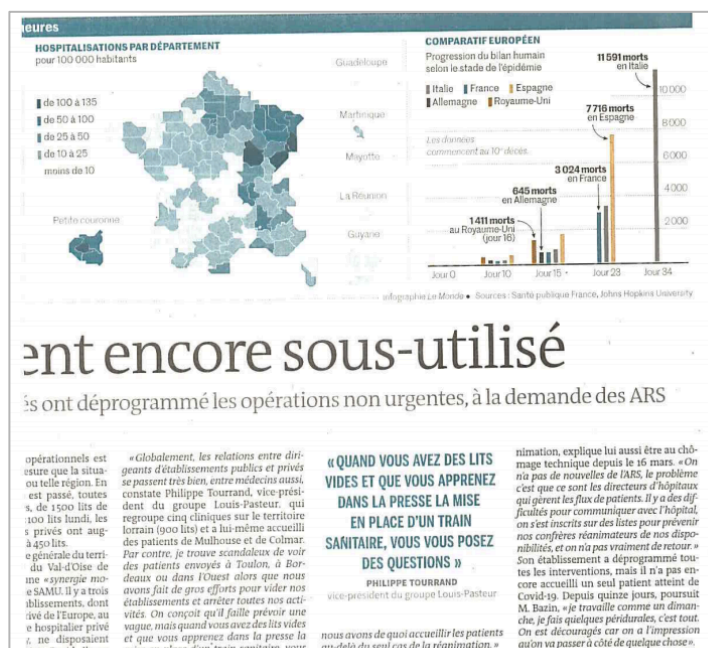 heures
HOSPITALISATIONS PAR DÉPARTEMENT
pour 100 000 habitants
de 100 à 135
de 50 à 100
de 25 à 50
de 10 à 25
moins de 10
Petite couronne
Guadeloupe
Martinique
Mayotte
La Réunion
Guyane
COMPARATIF EUROPÉEN
Progression du bilan humain
selon le stade de l'épidémie
Italie France Espagne
Allemagne Royaume-Uni
Les données
commencent au 10e décès.
11 591 morts
en Italie
7 716 morts
en Espagne
3 024 morts
en France
645 morts
en Allemagne
1 411 morts
au Royaume-Uni
(jour 16)
10 000
8 000
6 000
4 000
2 000
Jour 0 Jour 10 Jour 15 Jour 23 Jour 34
Infographie Le Monde • Sources : Santé publique France, Johns Hopkins University
ent encore sous-utilisé
és ont déprogrammé les opérations non urgentes, à la demande des ARS
opérationnels est
esure que la situa-
ou telle région. En
est passé, toutes
s, de 1500 lits de
100 lits lundi, les
s privés ont aug-
à 450 lits.
e générale du terri-
du Val-d'Oise de
une «synergie mo-
e SAMU. Il y a trois
ablissements, dont
rivé de l'Europe, au
e hospitalier privé
, ne disposaient
«Globalement, les relations entre diri-
geants d'établissements publics et privés
se passent très bien, entre médecins aussi,
constate Philippe Tourrand, vice-prési-
dent du groupe Louis-Pasteur, qui
regroupe cinq cliniques sur le territoire
lorrain (900 lits) et a lui-même accueilli
des patients de Mulhouse et de Colmar.
Par contre, je trouve scandaleux de voir
des patients envoyés à Toulon, à Bor-
deaux ou dans l'Ouest alors que nous
avons fait de gros efforts pour vider nos
établissements et arrêter toutes nos acti-
vités. On conçoit qu'il faille prévoir une
vague, mais quand vous avez des lits vides
et que vous apprenez dans la presse la
« QUAND VOUS AVEZ DES LITS
VIDES ET QUE VOUS APPRENEZ
DANS LA PRESSE LA MISE
EN PLACE D'UN TRAIN
SANITAIRE, VOUS VOUS POSEZ
DES QUESTIONS »
PHILIPPE TOURRAND
vice-président du groupe Louis-Pasteur
nous avons de quoi accueillir les patients
au-delà du seul cas de la réanimation. »
nimation, explique lui aussi être au chô-
mage technique depuis le 16 mars. «On
n'a pas de nouvelles de l'ARS, le problème
c'est que ce sont les directeurs d'hôpitaux
qui gèrent les flux de patients. Il y a des dif-
ficultés pour communiquer avec l'hôpital,
on s'est inscrits sur des listes pour prévenir
nos confrères réanimateurs de nos dispo-
nibilités, et on n'a pas vraiment de retour.»
Son établissement a déprogrammé tou-
tes les interventions, mais il n'a pas en-
core accueilli un seul patient atteint de
Covid-19. Depuis quinze jours, poursuit
M. Bazin, «je travaille comme un diman-
che, je fais quelques péridurales, c'est tout.
On est découragés car on a l'impression
qu'on va passer à côté de quelque chose».